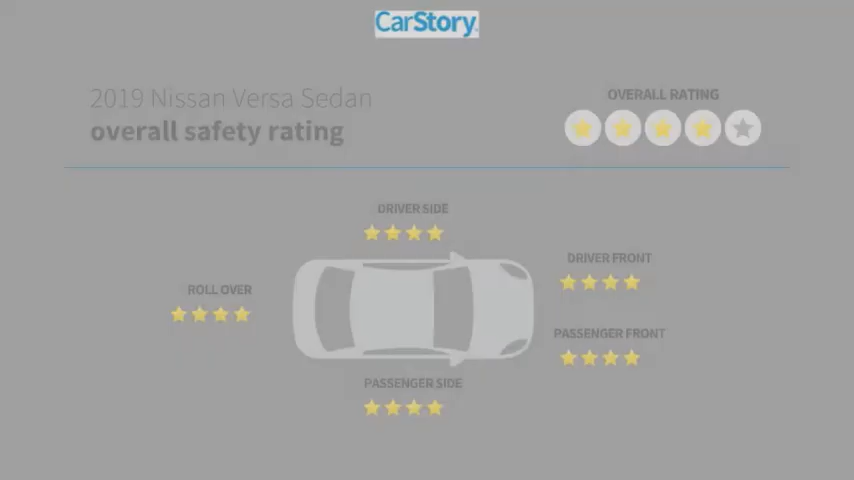 CarStory
2019 Nissan Versa Sedan
overall safety rating
OVERALL RATING
DRIVER SIDE
DRIVER FRONT
ROLL OVER
PASSENGER FRONT
PASSENGER SIDE